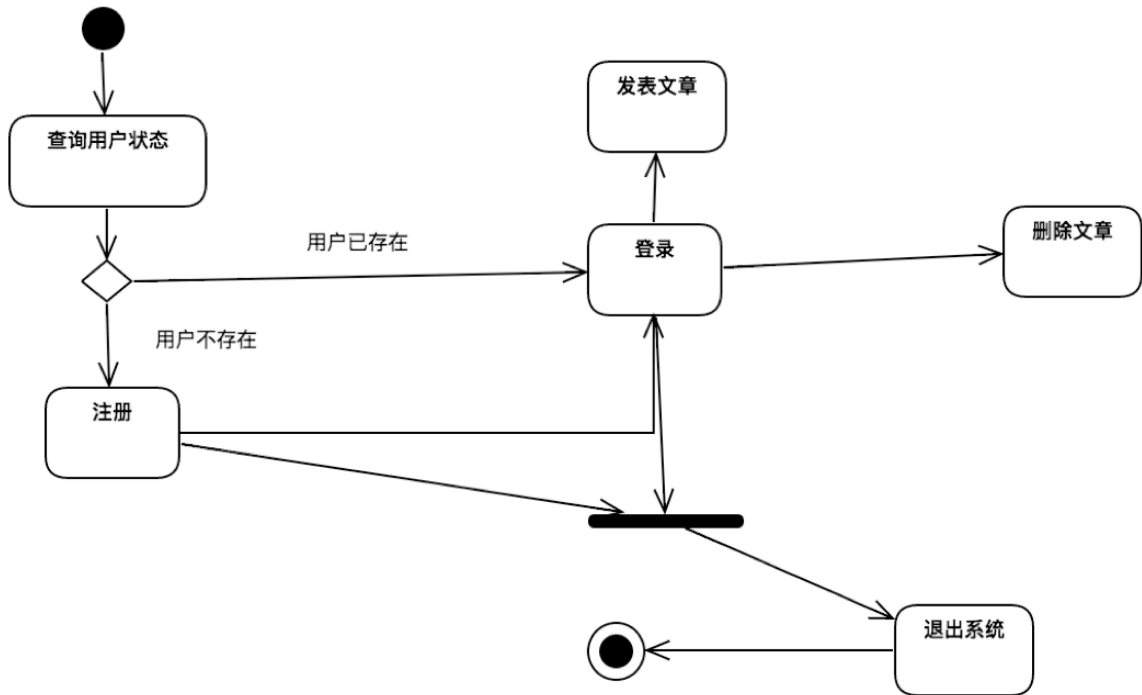 发表文章
查询用户状态
删除文章
用户已存在
登录
用户不存在
注册
退出系统